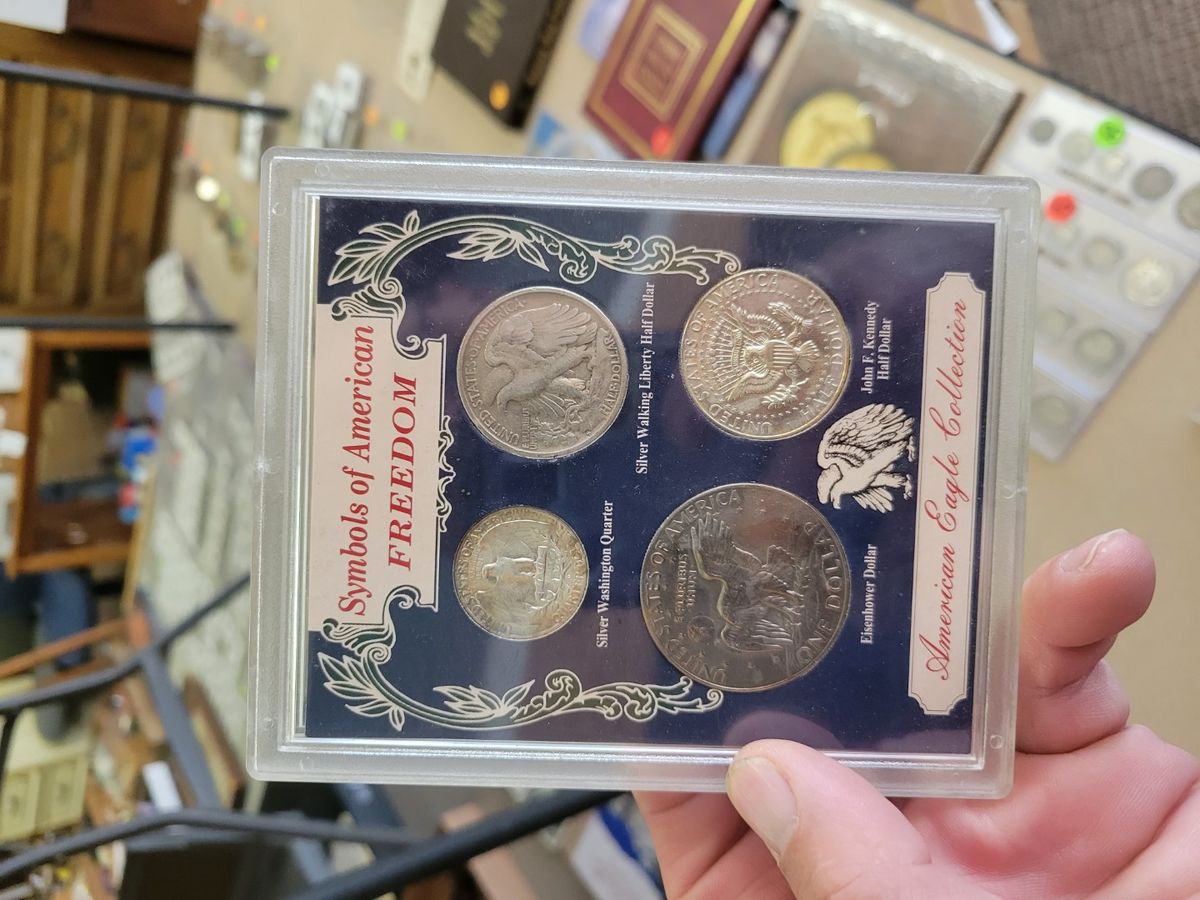 Symbols of American
FREEDOM
UNITED STATES OF AMERICA
HALF DOLLAR
Silver Walking Liberty Half Dollar
Silver Washington Quarter
UNITED STATES OF AMERICA
HALF DOLLAR
John F. Kennedy
Half Dollar
UNITED STATES OF AMERICA
E PLURIBUS
UNUM
ONE DOLLAR
Eisenhower Dollar
American Eagle Collection